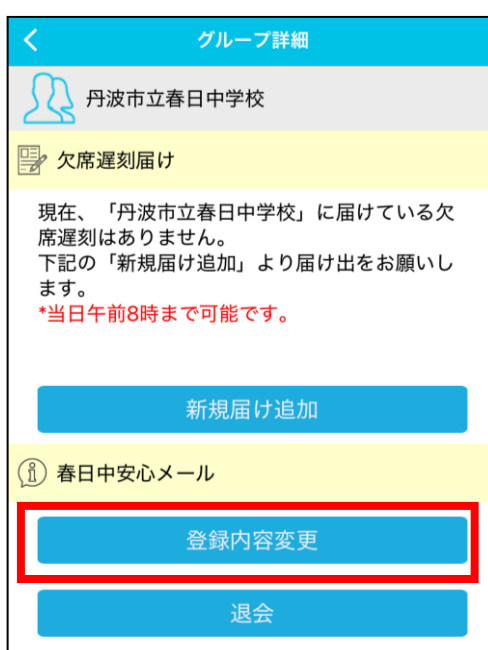 グループ詳細
丹波市立春日中学校
欠席遅刻届け
現在、「丹波市立春日中学校」に届けている欠
席遅刻はありません。
下記の「新規届け追加」より届け出をお願いし
ます。
*当日午前8時まで可能です。
新規届け追加
春日中安心メール
登録内容変更
退会